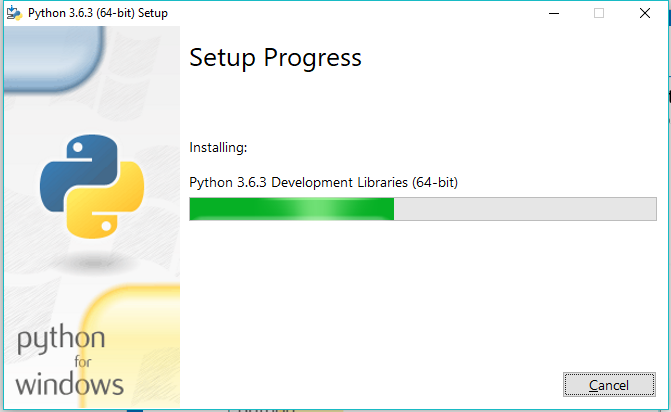 Python 3.6.3 (64-bit) Setup
Setup Progress
Installing:
Python 3.6.3 Development Libraries (64-bit)
python
for
windows
Cancel